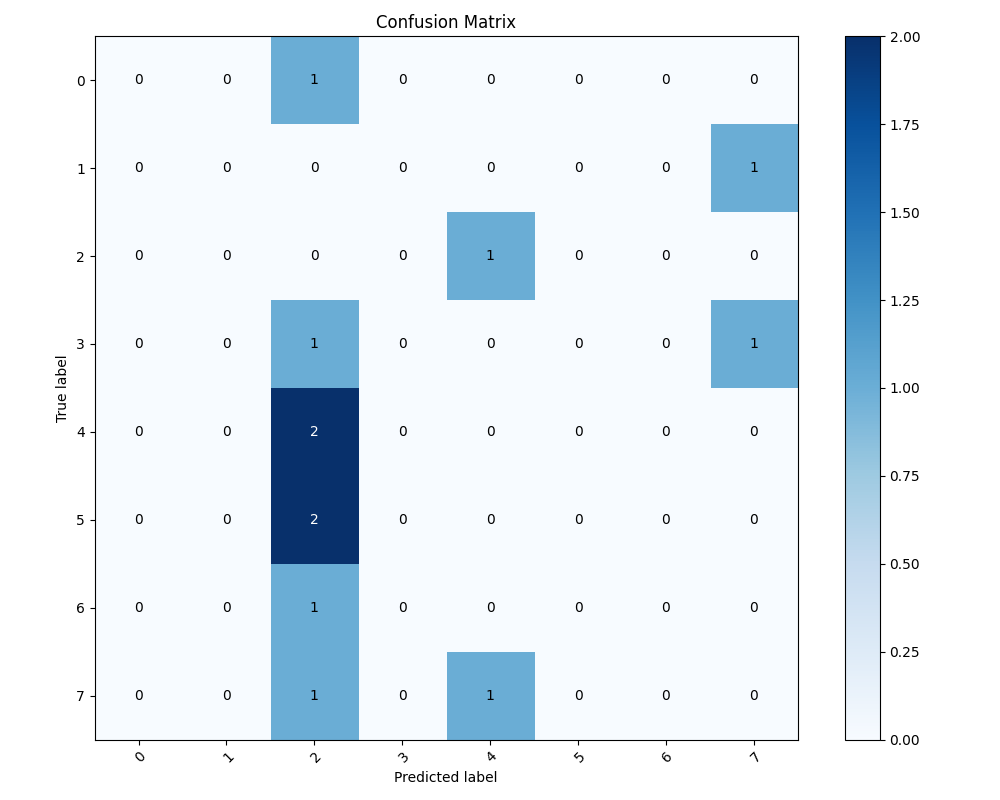 Confusion Matrix
0 0 0 1 0 0 0 0 0
1 0 0 0 0 0 0 0 1
2 0 0 0 0 1 0 0 0
3 0 0 1 0 0 0 0 1
4 0 0 2 0 0 0 0 0
5 0 0 2 0 0 0 0 0
6 0 0 1 0 0 0 0 0
7 0 0 1 0 1 0 0 0
0 1 2 3 4 5 6 7
Predicted label
True label
2.00
1.75
1.50
1.25
1.00
0.75
0.50
0.25
0.00